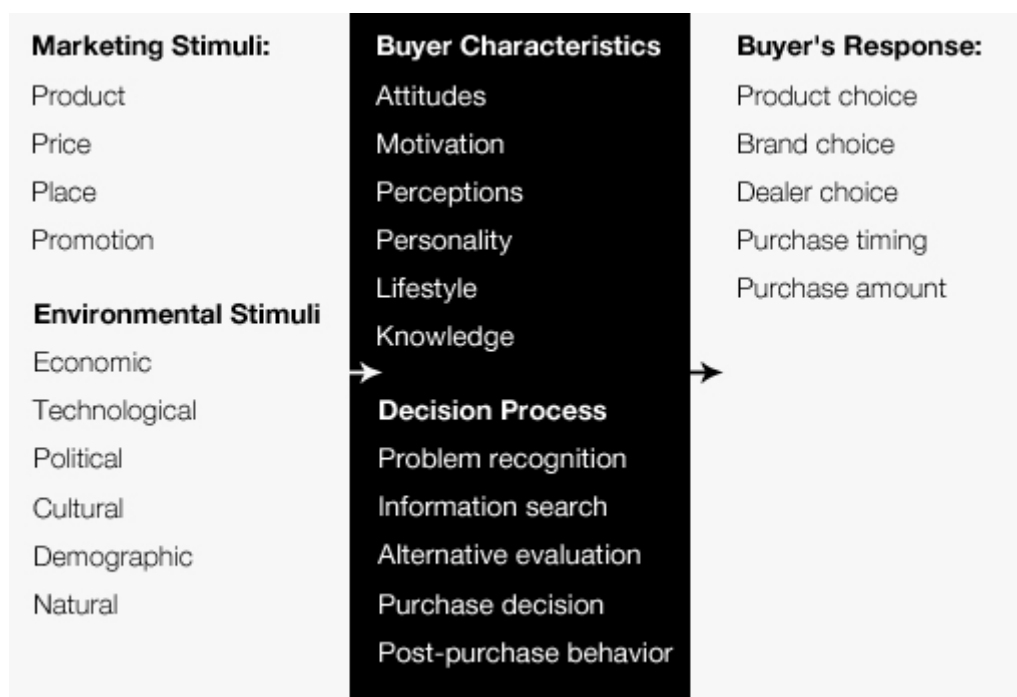 Marketing Stimuli:
Product
Price
Place
Promotion
Environmental Stimuli
Economic
Technological
Political
Cultural
Demographic
Natural
Buyer Characteristics
Attitudes
Motivation
Perceptions
Personality
Lifestyle
Knowledge
Decision Process
Problem recognition
Information search
Alternative evaluation
Purchase decision
Post-purchase behavior
Buyer's Response:
Product choice
Brand choice
Dealer choice
Purchase timing
Purchase amount